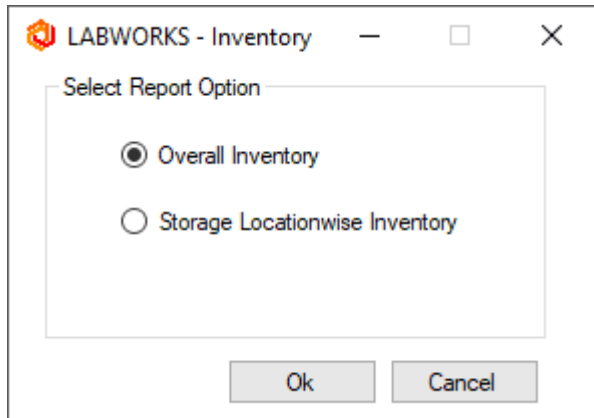 LABWORKS - Inventory
Select Report Option
Overall Inventory
Storage Locationwise Inventory
Ok Cancel